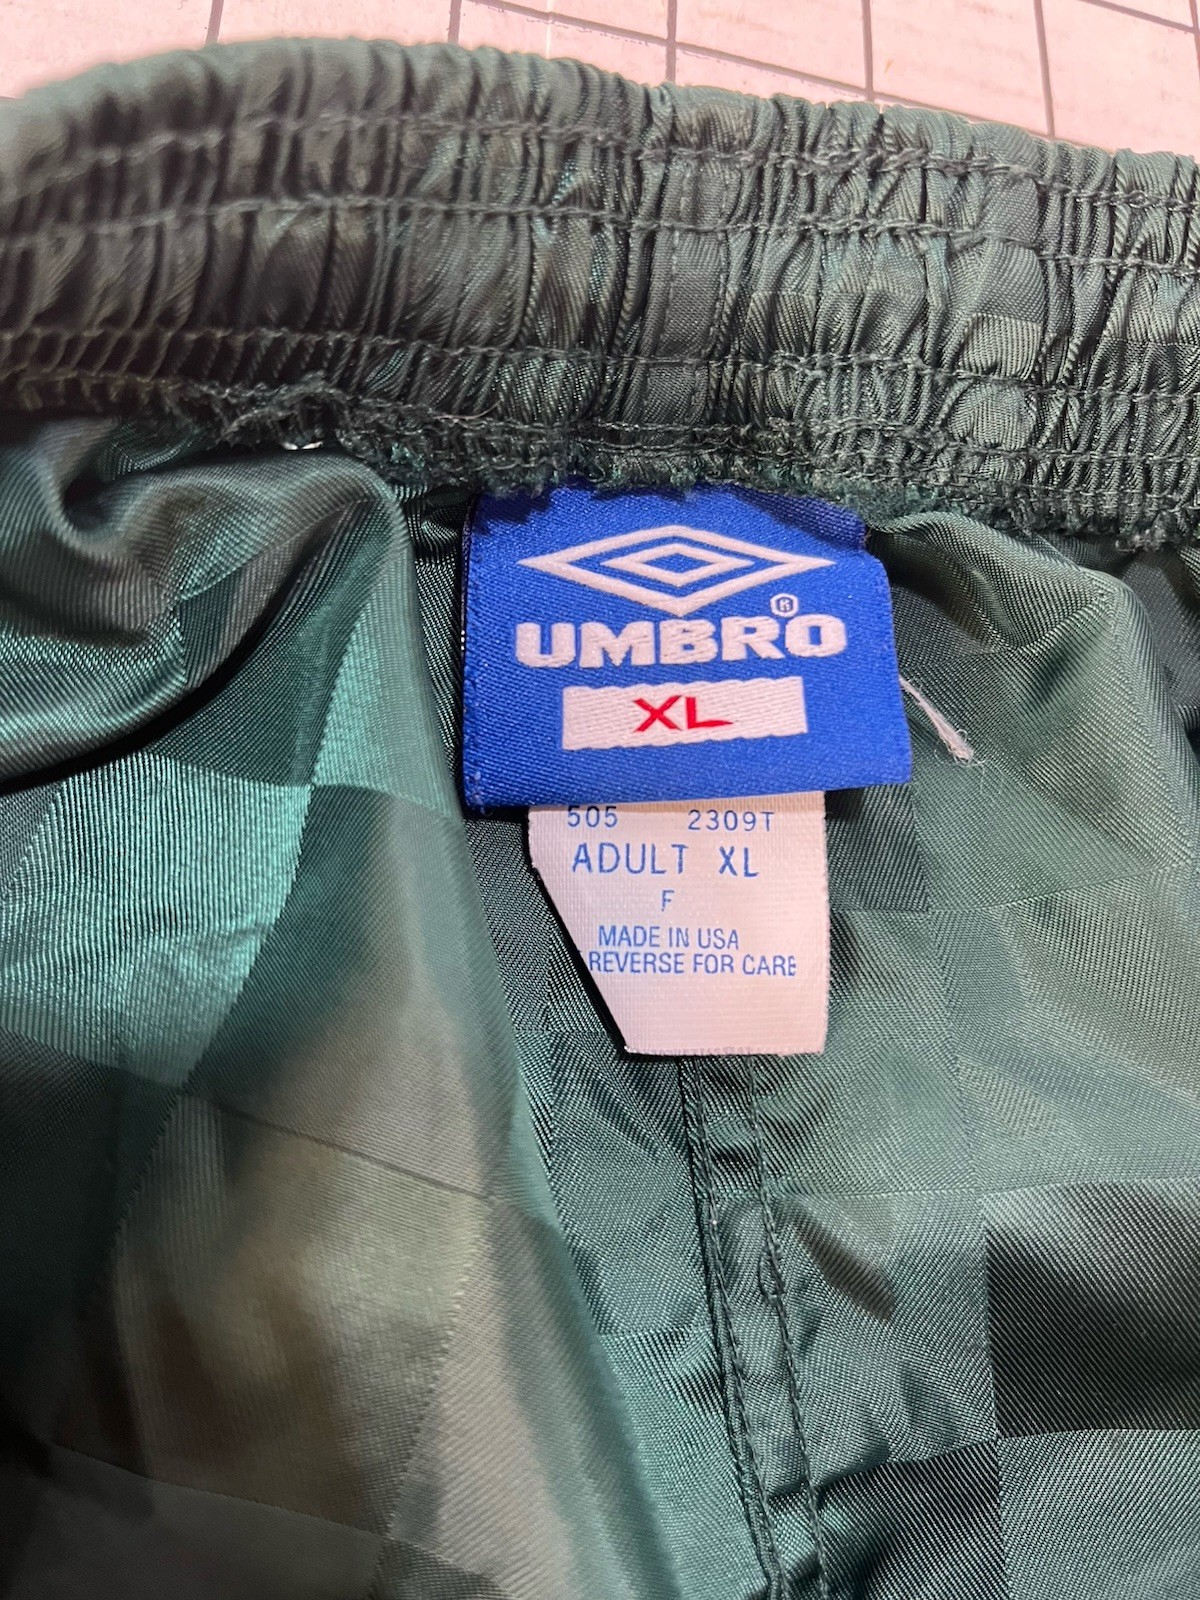 ®
UMBRO
XL
505 2309T
ADULT XL
F
MADE IN USA
REVERSE FOR CARE